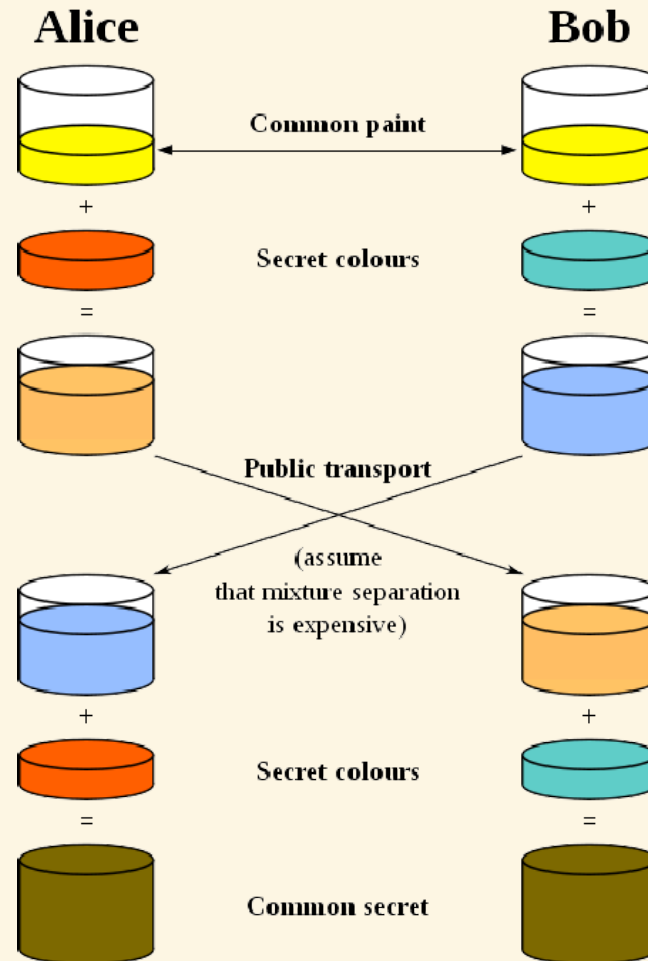 Alice
Bob
Common paint
+
+
Secret colours
=
=
Public transport
(assume
that mixture separation
is expensive)
+
+
Secret colours
=
=
Common secret